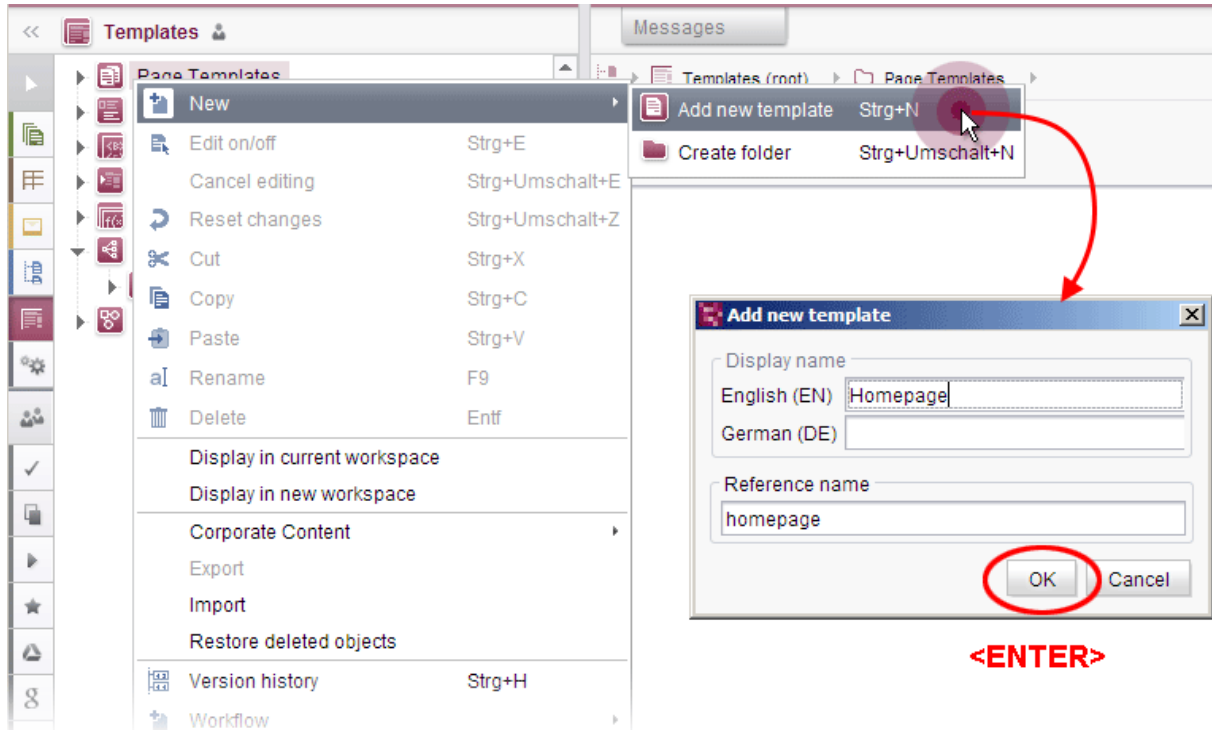 Templates
Messages
Page Templates
Templates (root) Page Templates
New
Add new template Strg+N
Create folder Strg+Umschalt+N
Edit on/off Strg+E
Cancel editing Strg+Umschalt+E
Reset changes Strg+Umschalt+Z
Cut Strg+X
Copy Strg+C
Paste Strg+V
Rename F9
Delete Entf
Display in current workspace
Display in new workspace
Corporate Content
Export
Import
Restore deleted objects
Version history Strg+H
Workflow
Add new template
Display name
English (EN) Homepage
German (DE)
Reference name
homepage
OK Cancel
<ENTER>